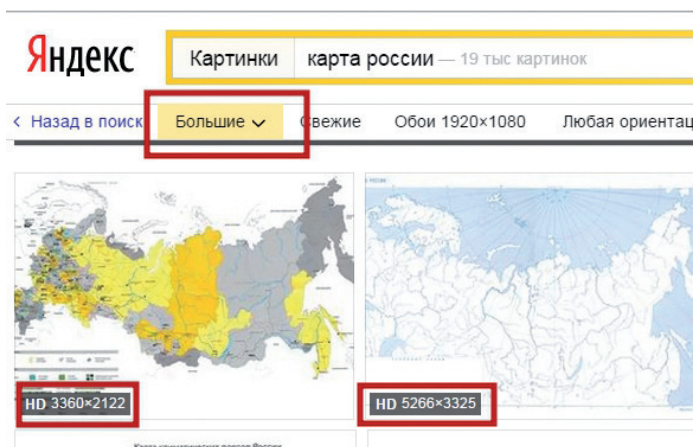 Яндекс
Картинки карта россии — 19 тыс картинок
‹ Назад в поиск Большие Свежие Обои 1920×1080 Любая ориентац
HD 3360×2122 HD 5266×3325